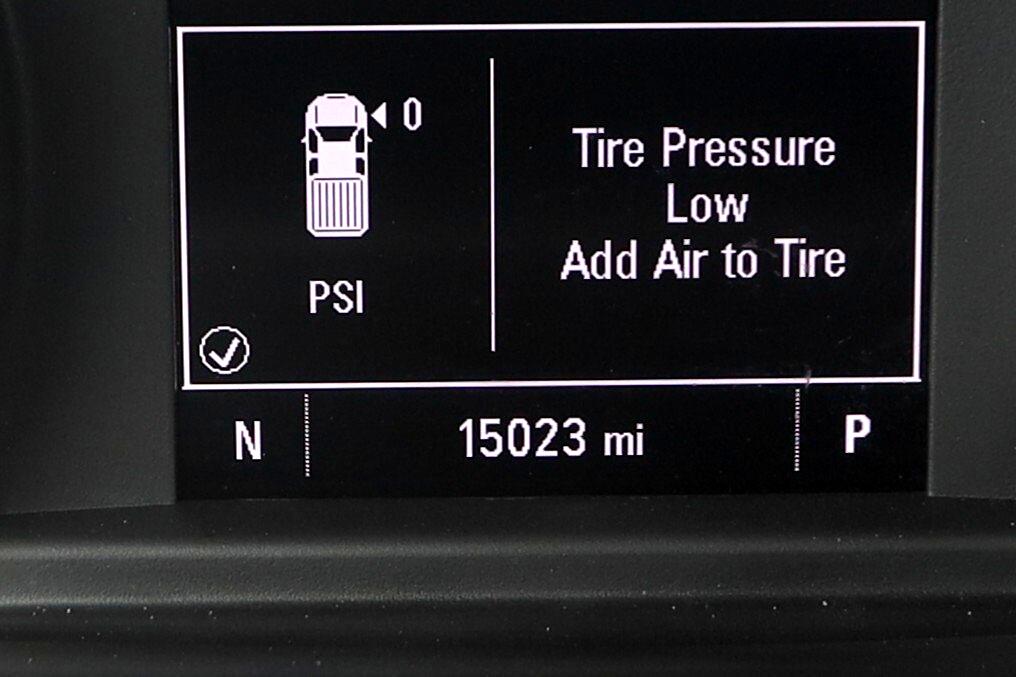 0
PSI
Tire Pressure
Low
Add Air to Tire
N
15023 mi
P